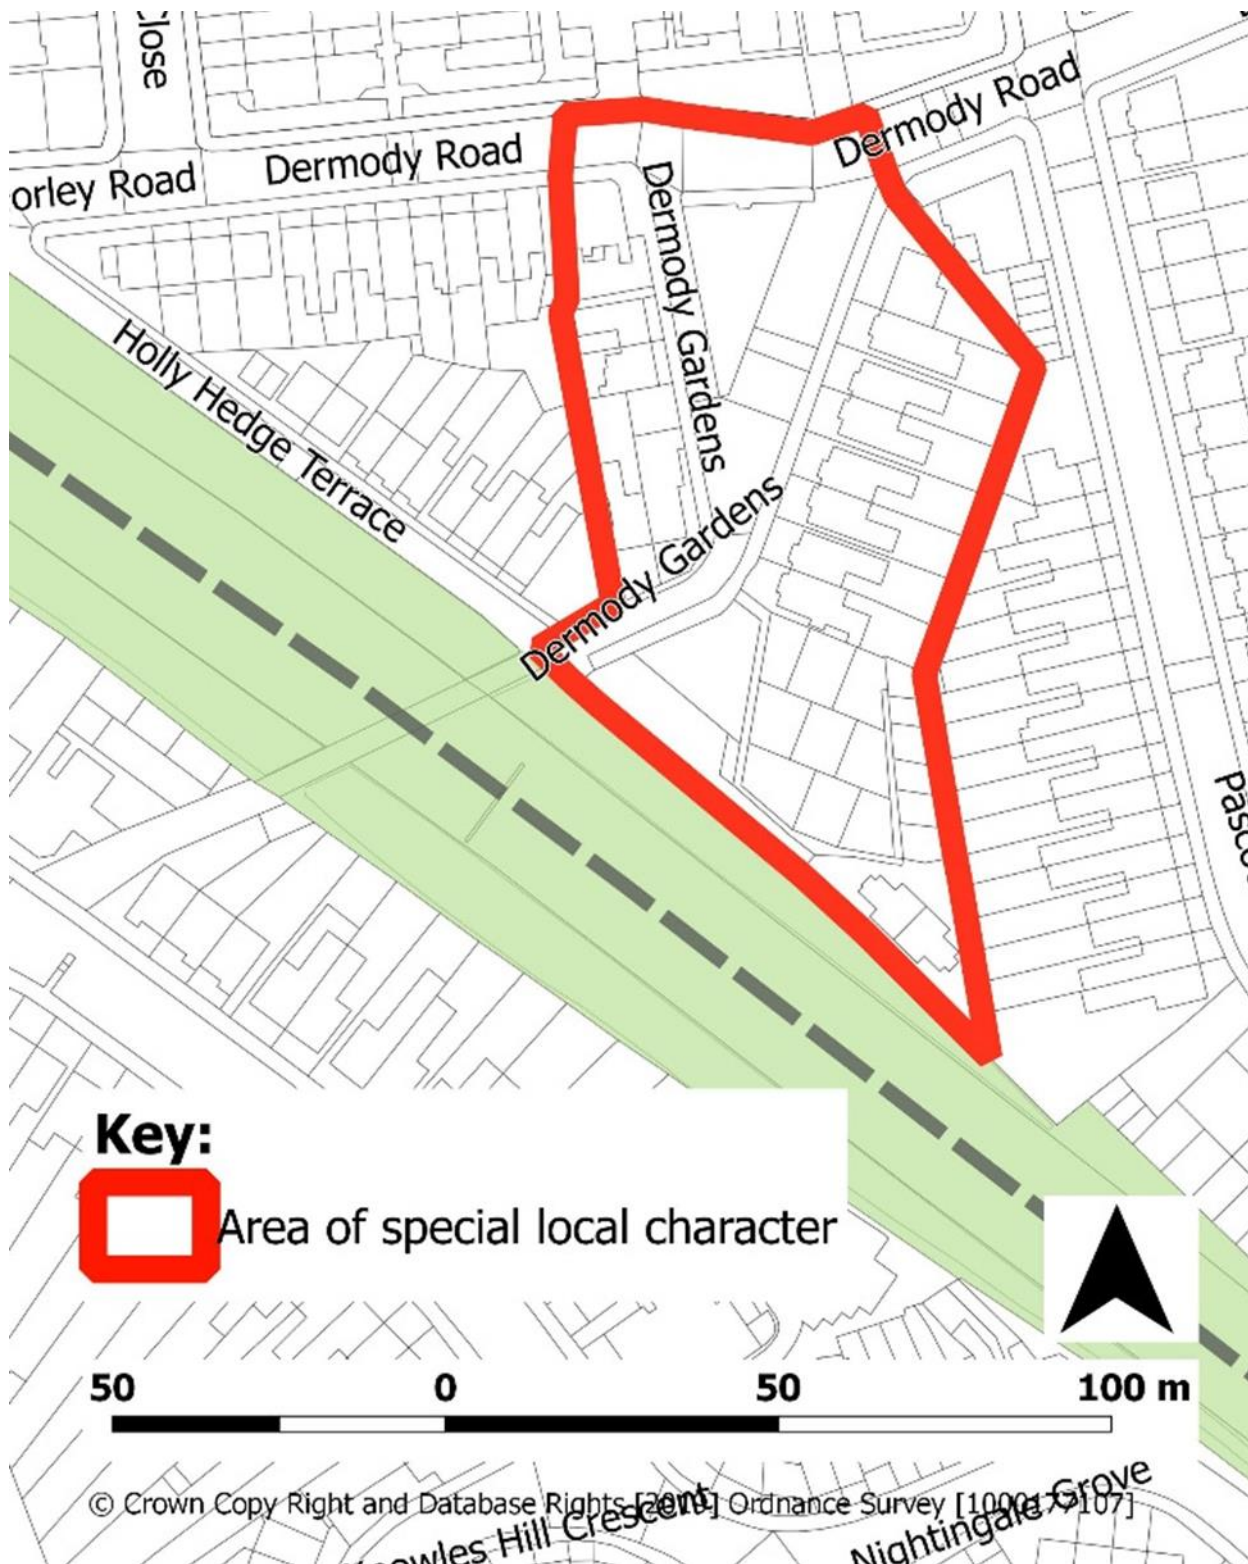 Close
Dermody Road
Dermody Road
orley Road
Dermody Gardens
Holly Hedge Terrace
Dermody Gardens
Pasco
Key:
Area of special local character
50 0 50 100 m
© Crown Copy Right and Database Rights Ordnance Survey
owles Hill Crescent
Nightingale Grove